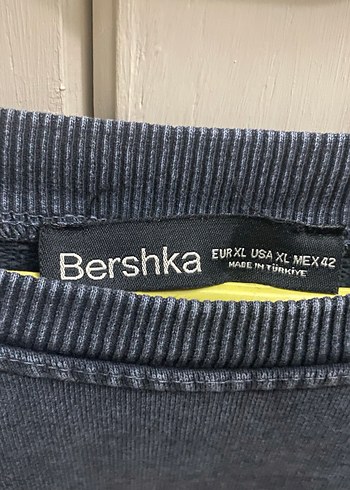 Bershka
EUR XL USA XL MEX 42
MADE IN TÜRKİYE